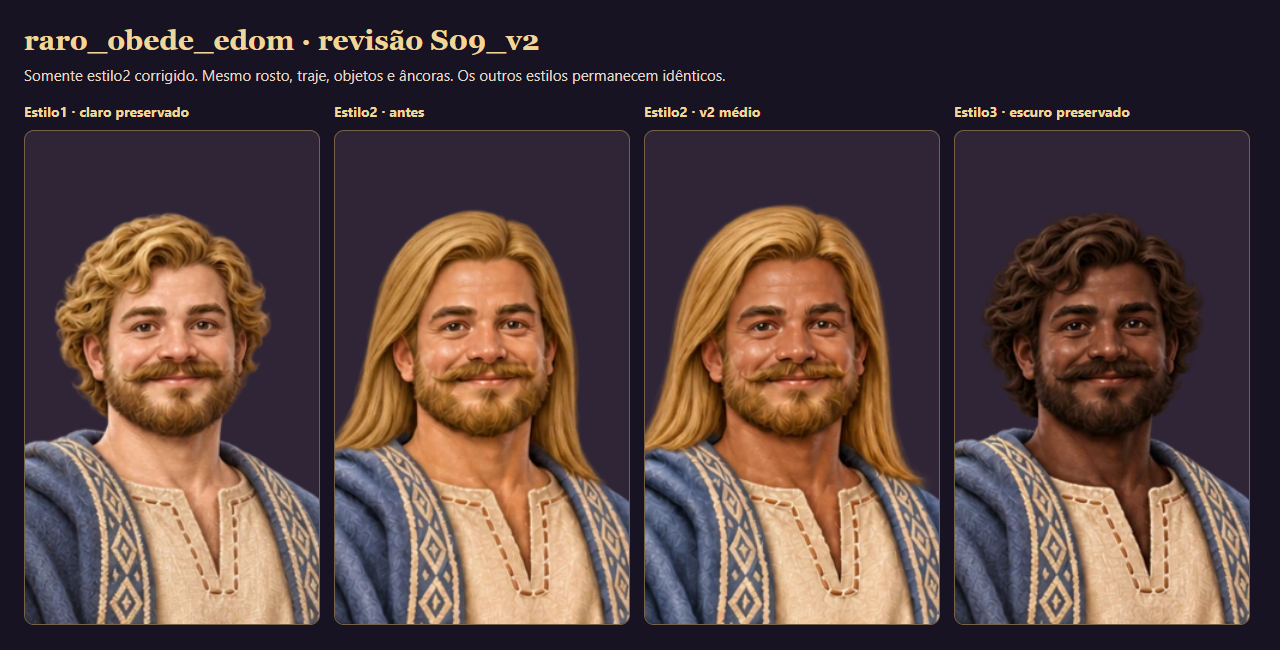 raro_obede_edom · revisão S09_v2
Somente estilo2 corrigido. Mesmo rosto, traje, objetos e âncoras. Os outros estilos permanecem idênticos.
Estilo1 · claro preservado
Estilo2 · antes
Estilo2 · v2 médio
Estilo3 · escuro preservado